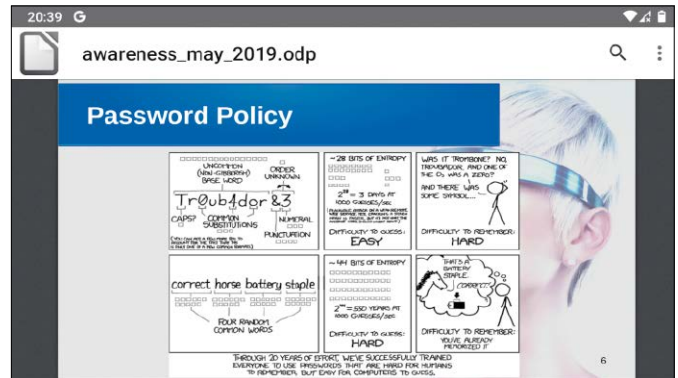 20:39 G
awareness_may_2019.odp
Password Policy
UNCOMMON
(NON-GIBBERISH)
BASE WORD
ORDER
UNKNOWN
Tr0ub4dor &3
CAPS?
COMMON
SUBSTITUTIONS
NUMERAL
PUNCTUATION
~28 BITS OF ENTROPY
2²⁸ = 3 DAYS AT
1000 GUESSES/SEC
DIFFICULTY TO GUESS:
EASY
WAS IT TROMBONE? NO,
TROUBADOR. AND ONE OF
THE Os WAS A ZERO?
AND THERE WAS
SOME SYMBOL...
DIFFICULTY TO REMEMBER:
HARD
correct horse battery staple
FOUR RANDOM
COMMON WORDS
~44 BITS OF ENTROPY
2⁴⁴ = 550 YEARS AT
1000 GUESSES/SEC
DIFFICULTY TO GUESS:
HARD
THAT'S A
BATTERY
STAPLE.
CORRECT!
DIFFICULTY TO REMEMBER:
YOU'VE ALREADY
MEMORIZED IT
THROUGH 20 YEARS OF EFFORT, WE'VE SUCCESSFULLY TRAINED
EVERYONE TO USE PASSWORDS THAT ARE HARD FOR HUMANS
TO REMEMBER, BUT EASY FOR COMPUTERS TO GUESS.
6